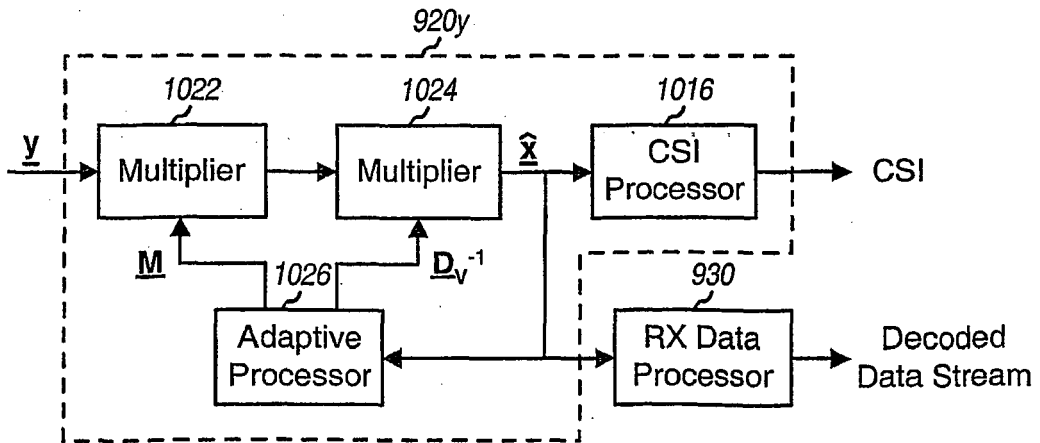 920y
1022
1024
1016
y
Multiplier
Multiplier
x̂
CSI
Processor
CSI
M
D_V⁻¹
1026
930
Adaptive
Processor
RX Data
Processor
Decoded
Data Stream